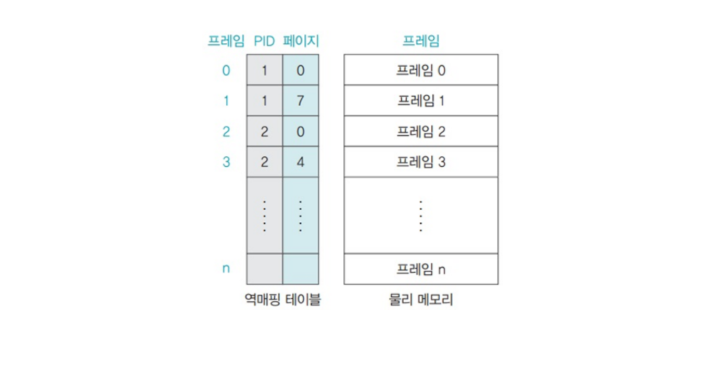 프레임 PID 페이지 프레임
0 1 0 프레임 0
1 1 7 프레임 1
2 2 0 프레임 2
3 2 4 프레임 3
n 프레임 n
역매핑 테이블 물리 메모리